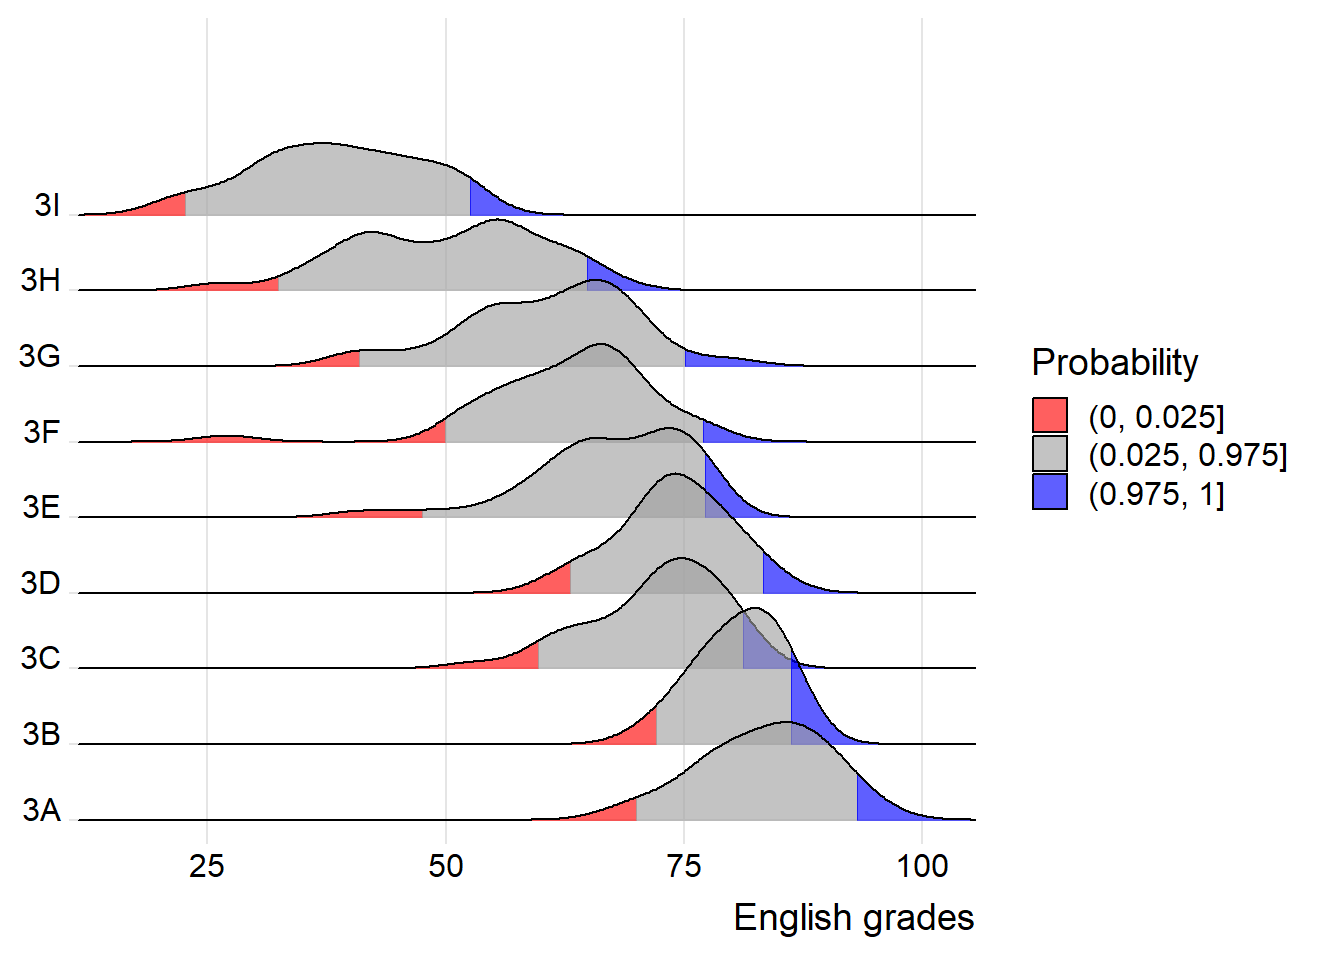 3I
3H
3G
3F
3E
3D
3C
3B
3A
25 50 75 100
English grades
Probability
(0, 0.025]
(0.025, 0.975]
(0.975, 1]